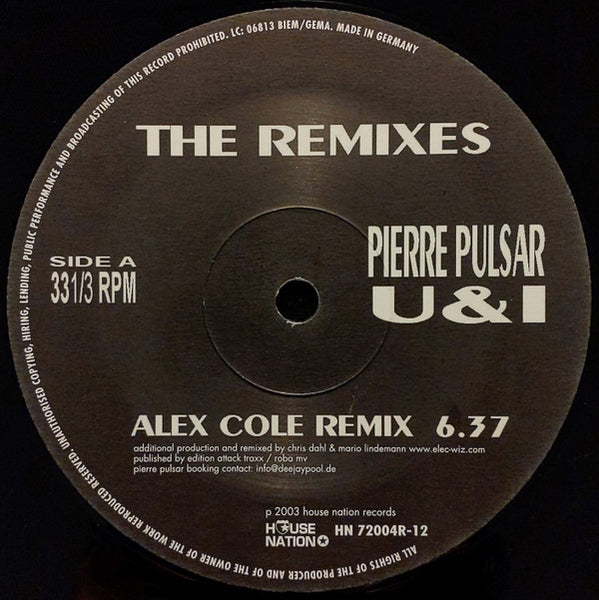 ALL RIGHTS OF THE PRODUCER AND OF THE OWNER OF THE WORK REPRODUCED RESERVED. UNAUTHORISED COPYING, HIRING, LENDING, PUBLIC PERFORMANCE AND BROADCASTING OF THIS RECORD PROHIBITED. LC: 06813 BIEM/GEMA. MADE IN GERMANY
THE REMIXES
SIDE A
331/3 RPM
PIERRE PULSAR
U&I
ALEX COLE REMIX 6.37
additional production and remixed by chris dahl & mario lindemann www.elec-wiz.com
published by edition attack traxx / roba mv
pierre pulsar booking contact: info@deejaypool.de
p 2003 house nation records
HOUSE
NATION
HN 72004R-12